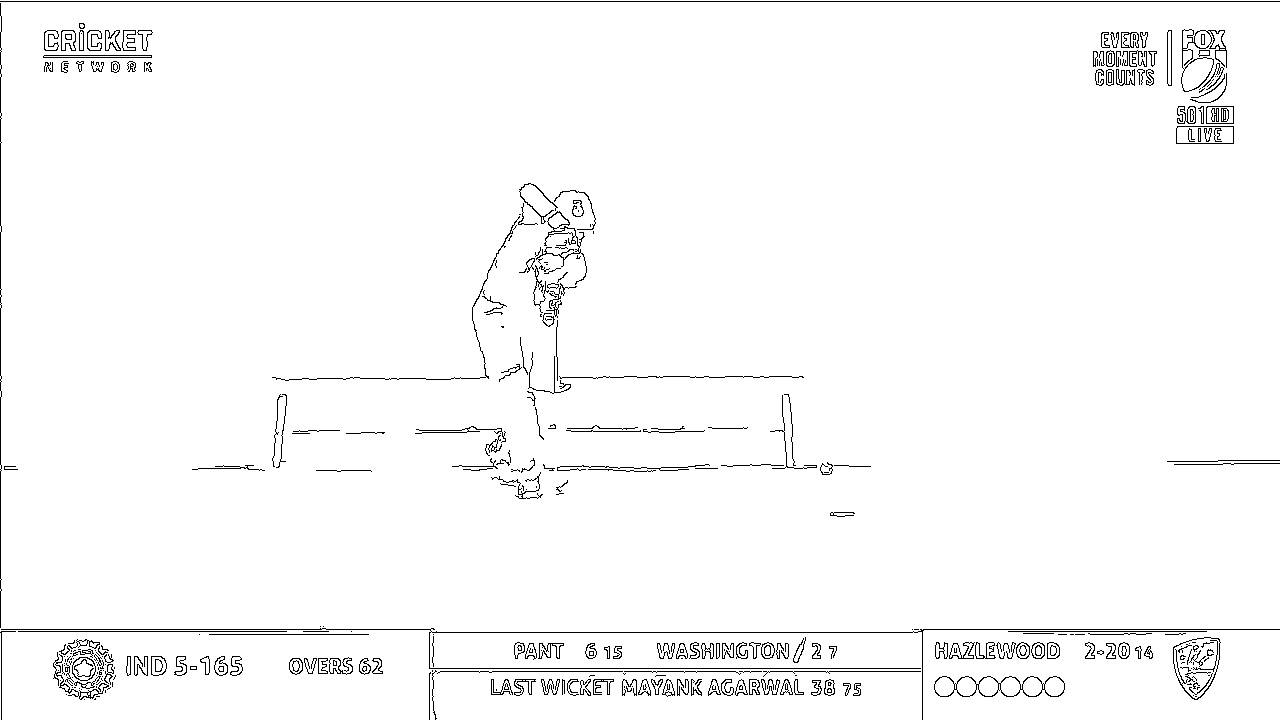 CRICKET
NETWORK
EVERY
MOMENT
COUNTS
FOX
501HD
LIVE
IND 5-165 OVERS 62
PANT 6 15 WASHINGTON 2 7
LAST WICKET MAYANK AGARWAL 38 75
HAZLEWOOD 2-20 14